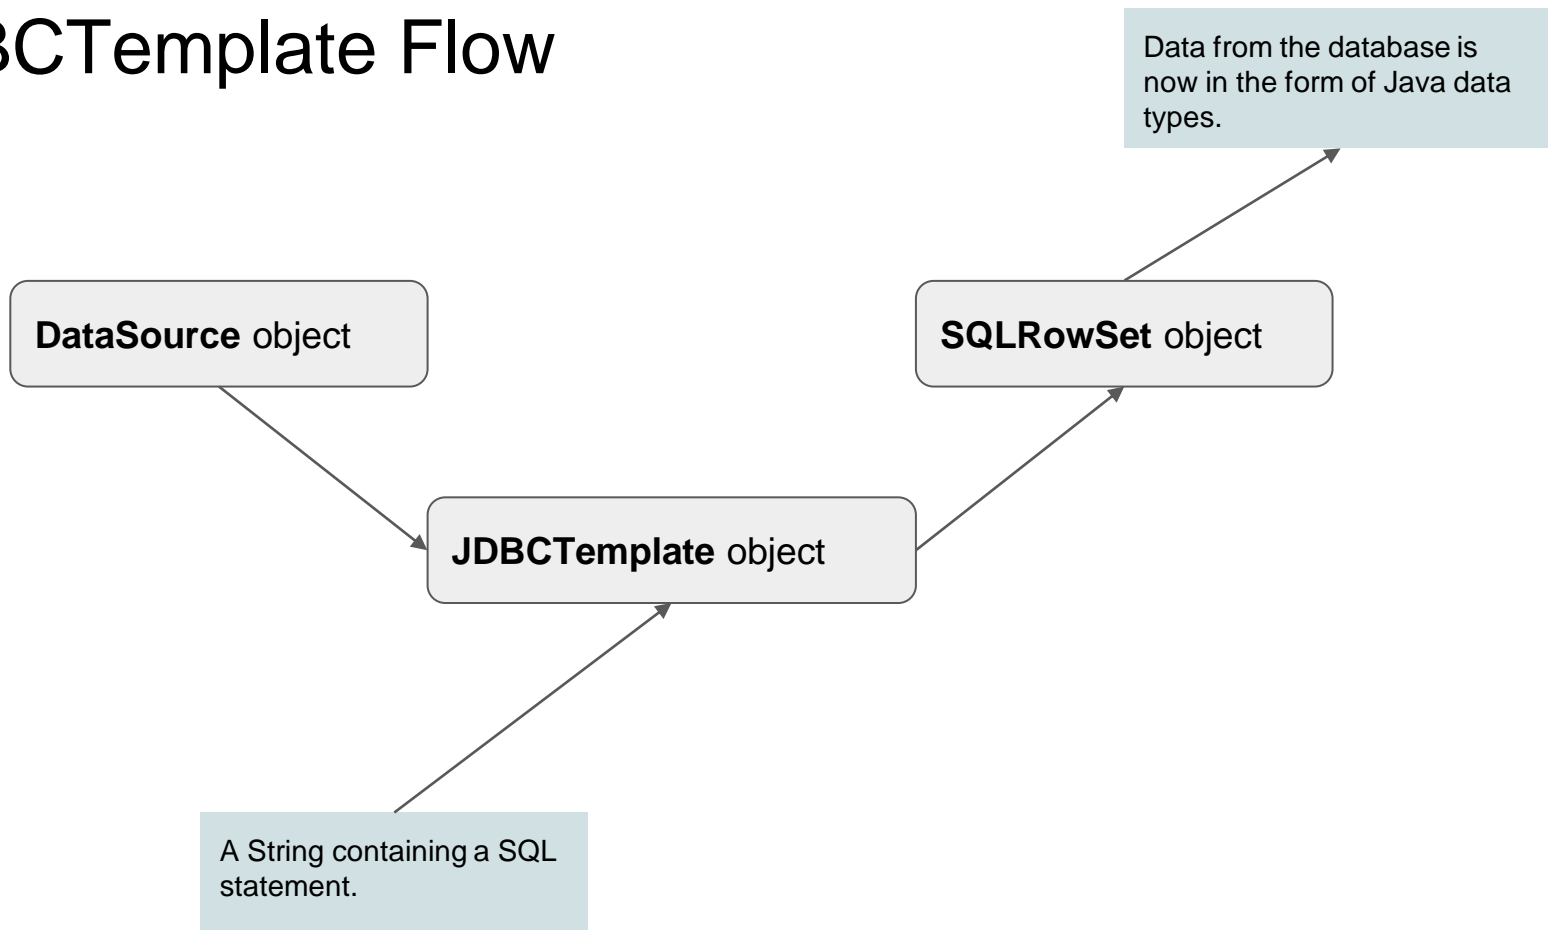 BCTemplate Flow
Data from the database is
now in the form of Java data
types.
DataSource object
SQLRowSet object
JDBCTemplate object
A String containing a SQL
statement.